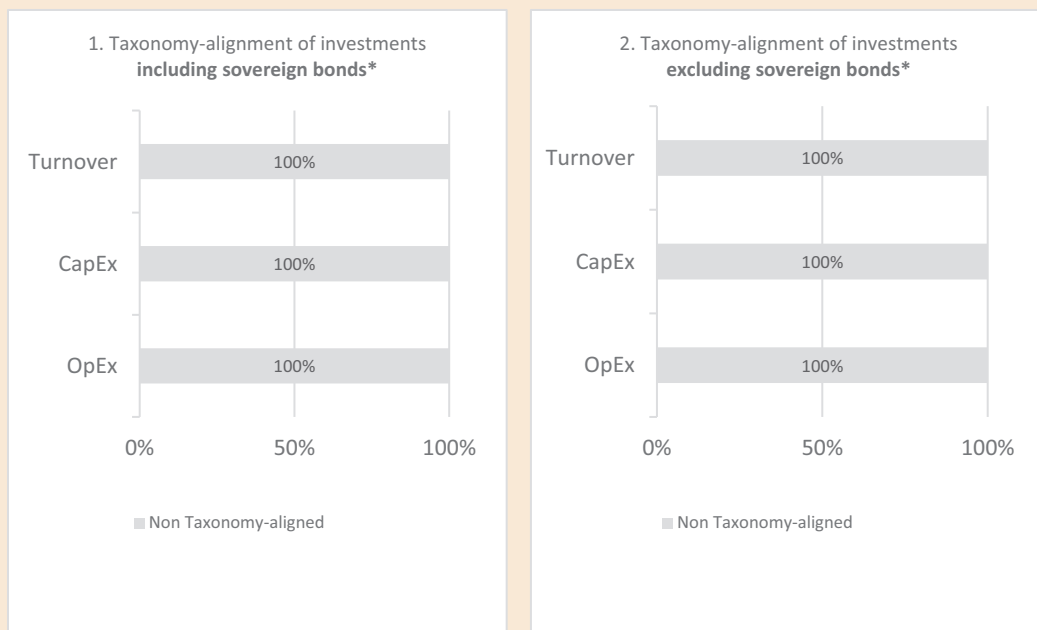 1. Taxonomy-alignment of investments
including sovereign bonds*
Turnover
100%
CapEx
100%
OpEx
100%
0%
50%
100%
Non Taxonomy-aligned
2. Taxonomy-alignment of investments
excluding sovereign bonds*
Turnover
100%
CapEx
100%
OpEx
100%
0%
50%
100%
Non Taxonomy-aligned